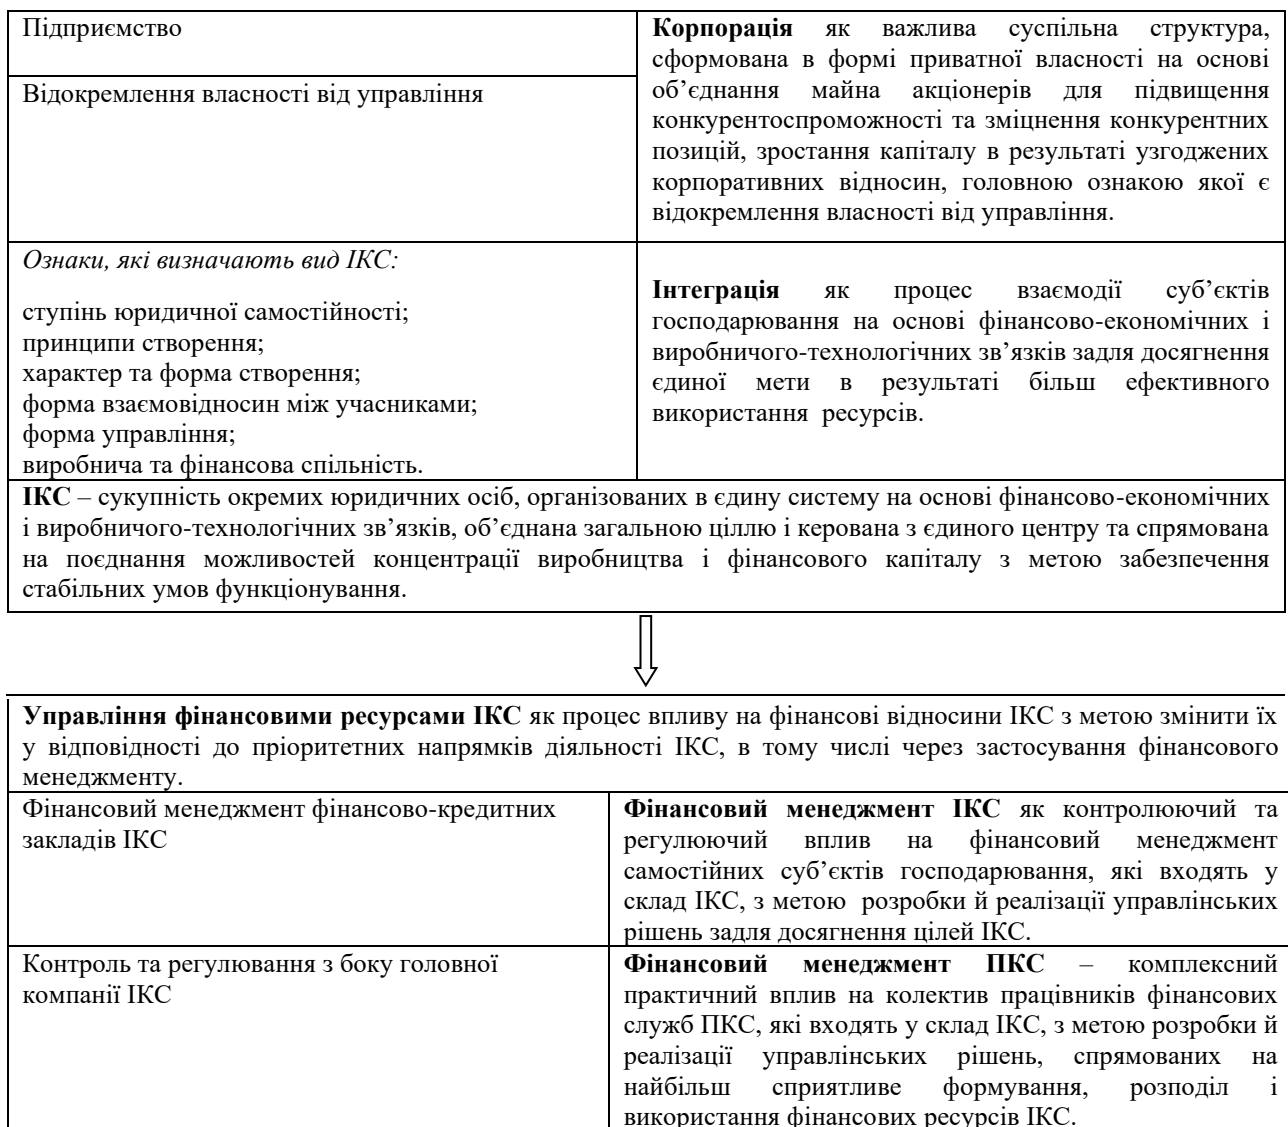 Підприємство
Відокремлення власності від управління
Корпорація як важлива суспільна структура,
сформована в формі приватної власності на основі
об’єднання майна акціонерів для підвищення
конкурентоспроможності та зміцнення конкурентних
позицій, зростання капіталу в результаті узгоджених
корпоративних відносин, головною ознакою якої є
відокремлення власності від управління.
Ознаки, які визначають вид ІКС:
ступінь юридичної самостійності;
принципи створення;
характер та форма створення;
форма взаємовідносин між учасниками;
форма управління;
виробнича та фінансова спільність.
Інтеграція як процес взаємодії суб’єктів
господарювання на основі фінансово-економічних і
виробничого-технологічних зв’язків задля досягнення
єдиної мети в результаті більш ефективного
використання ресурсів.
ІКС – сукупність окремих юридичних осіб, організованих в єдину систему на основі фінансово-економічних
і виробничого-технологічних зв’язків, об’єднана загальною ціллю і керована з єдиного центру та спрямована
на поєднання можливостей концентрації виробництва і фінансового капіталу з метою забезпечення
стабільних умов функціонування.
Управління фінансовими ресурсами ІКС як процес впливу на фінансові відносини ІКС з метою змінити їх
у відповідності до пріоритетних напрямків діяльності ІКС, в тому числі через застосування фінансового
менеджменту.
Фінансовий менеджмент фінансово-кредитних
закладів ІКС
Фінансовий менеджмент ІКС як контролюючий та
регулюючий вплив на фінансовий менеджмент
самостійних суб’єктів господарювання, які входять у
склад ІКС, з метою розробки й реалізації управлінських
рішень задля досягнення цілей ІКС.
Контроль та регулювання з боку головної
компанії ІКС
Фінансовий менеджмент ПКС – комплексний
практичний вплив на колектив працівників фінансових
служб ПКС, які входять у склад ІКС, з метою розробки й
реалізації управлінських рішень, спрямованих на
найбільш сприятливе формування, розподіл і
використання фінансових ресурсів ІКС.